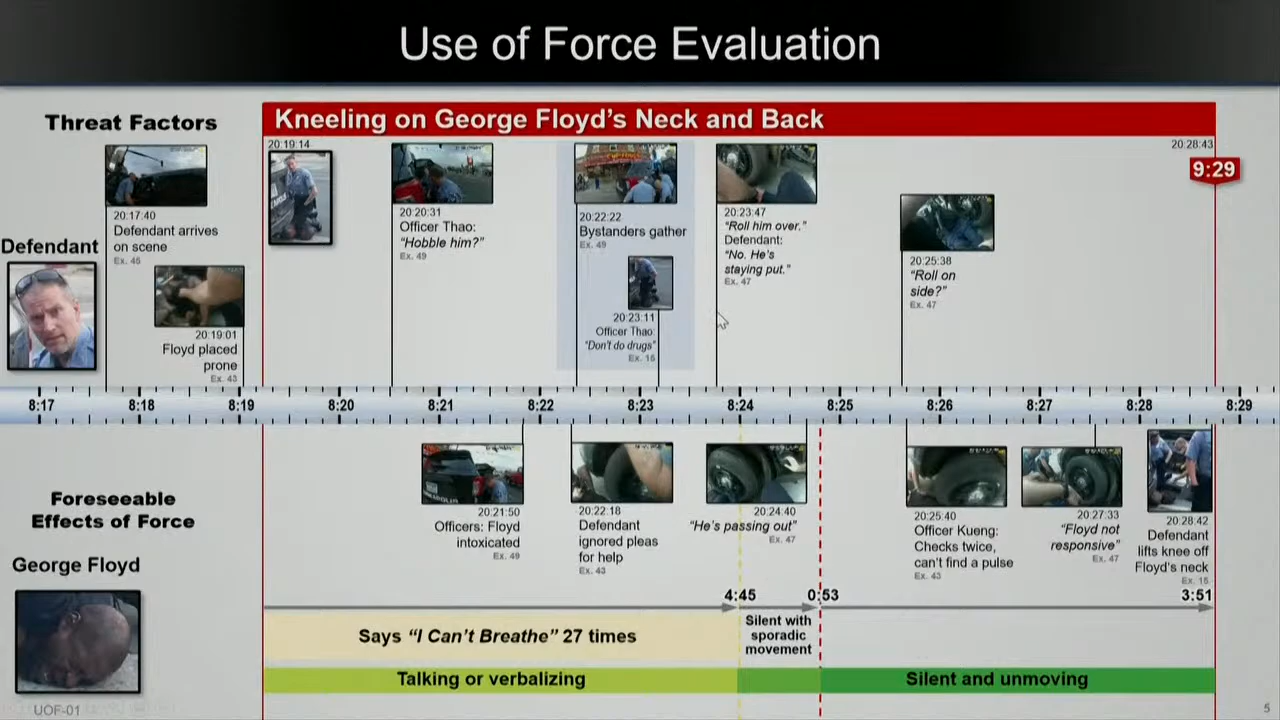 Use of Force Evaluation
Threat Factors
Kneeling on George Floyd's Neck and Back
20:19:14
20:28:43
9:29
20:17:40
Defendant arrives
on scene
Ex. 46
Defendant
20:19:01
Floyd placed
prone
Ex. 43
20:20:31
Officer Thao:
"Hobble him?"
Ex. 49
20:22:22
Bystanders gather
Ex. 49
20:23:11
Officer Thao:
"Don't do drugs"
Ex. 15
20:23:47
"Roll him over."
Defendant:
"No. He's
staying put."
Ex. 47
20:25:38
"Roll on
side?"
Ex. 47
8:17 8:18 8:19 8:20 8:21 8:22 8:23 8:24 8:25 8:26 8:27 8:28 8:29
Foreseeable
Effects of Force
George Floyd
20:21:50
Officers: Floyd
intoxicated
Ex. 49
20:22:18
Defendant
ignored pleas
for help
Ex. 43
20:24:40
"He's passing out"
Ex. 47
20:25:40
Officer Kueng:
Checks twice,
can't find a pulse
Ex. 43
20:27:33
"Floyd not
responsive"
Ex. 47
20:28:42
Defendant
lifts knee off
Floyd's neck
Ex. 15
4:45
0:53
3:51
Says "I Can't Breathe" 27 times
Silent with
sporadic
movement
Talking or verbalizing
Silent and unmoving
UOF-01
5